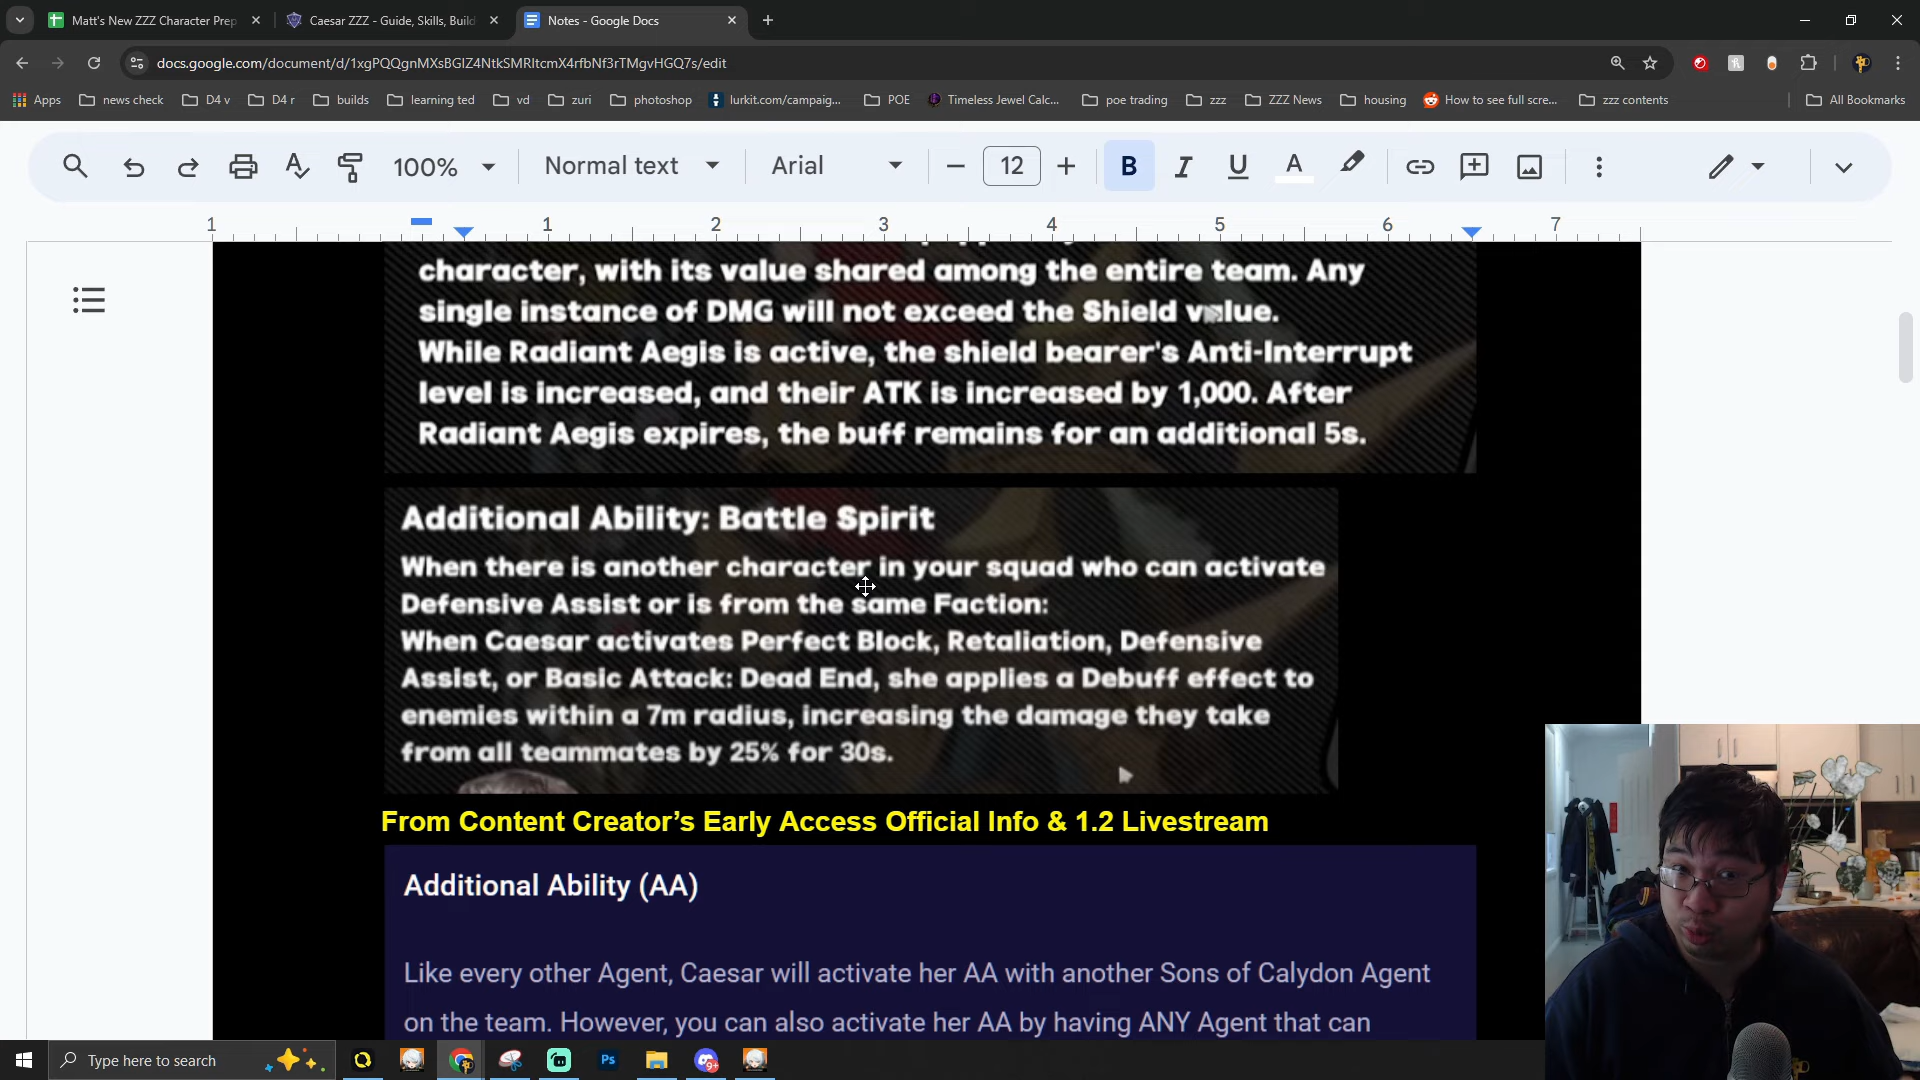 Matt's New ZZZ Character Prep
Caesar ZZZ - Guide, Skills, Build
Notes - Google Docs
docs.google.com/document/d/1xgPQQgnMXsBGIZ4NtkSMRItcmX4rfbNf3rTMgvHGQ7s/edit
Apps
news check
D4 v
D4 r
builds
learning ted
vd
zuri
photoshop
lurkit.com/campaig...
POE
Timeless Jewel Calc...
poe trading
zzz
ZZZ News
housing
How to see full scre...
zzz contents
All Bookmarks
100%
Normal text
Arial
12
B
I
U
A
1 1 2 3 4 5 6 7
character, with its value shared among the entire team. Any
single instance of DMG will not exceed the Shield value.
While Radiant Aegis is active, the shield bearer's Anti-Interrupt
level is increased, and their ATK is increased by 1,000. After
Radiant Aegis expires, the buff remains for an additional 5s.
Additional Ability: Battle Spirit
When there is another character in your squad who can activate
Defensive Assist or is from the same Faction:
When Caesar activates Perfect Block, Retaliation, Defensive
Assist, or Basic Attack: Dead End, she applies a Debuff effect to
enemies within a 7m radius, increasing the damage they take
from all teammates by 25% for 30s.
From Content Creator's Early Access Official Info & 1.2 Livestream
Additional Ability (AA)
Like every other Agent, Caesar will activate her AA with another Sons of Calydon Agent
on the team. However, you can also activate her AA by having ANY Agent that can
Type here to search
Ps
9+